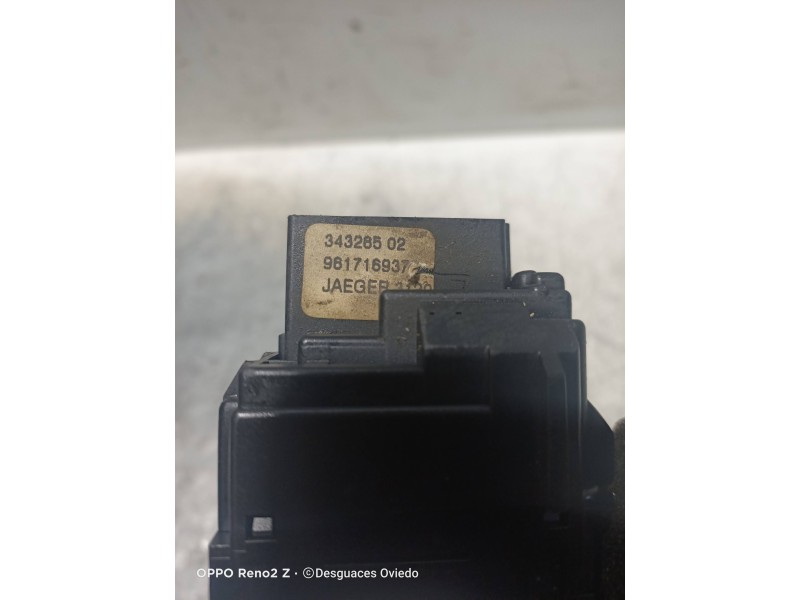 343265 02
961716937
JAEGER
OPPO Reno2 Z · ©Desguaces Oviedo